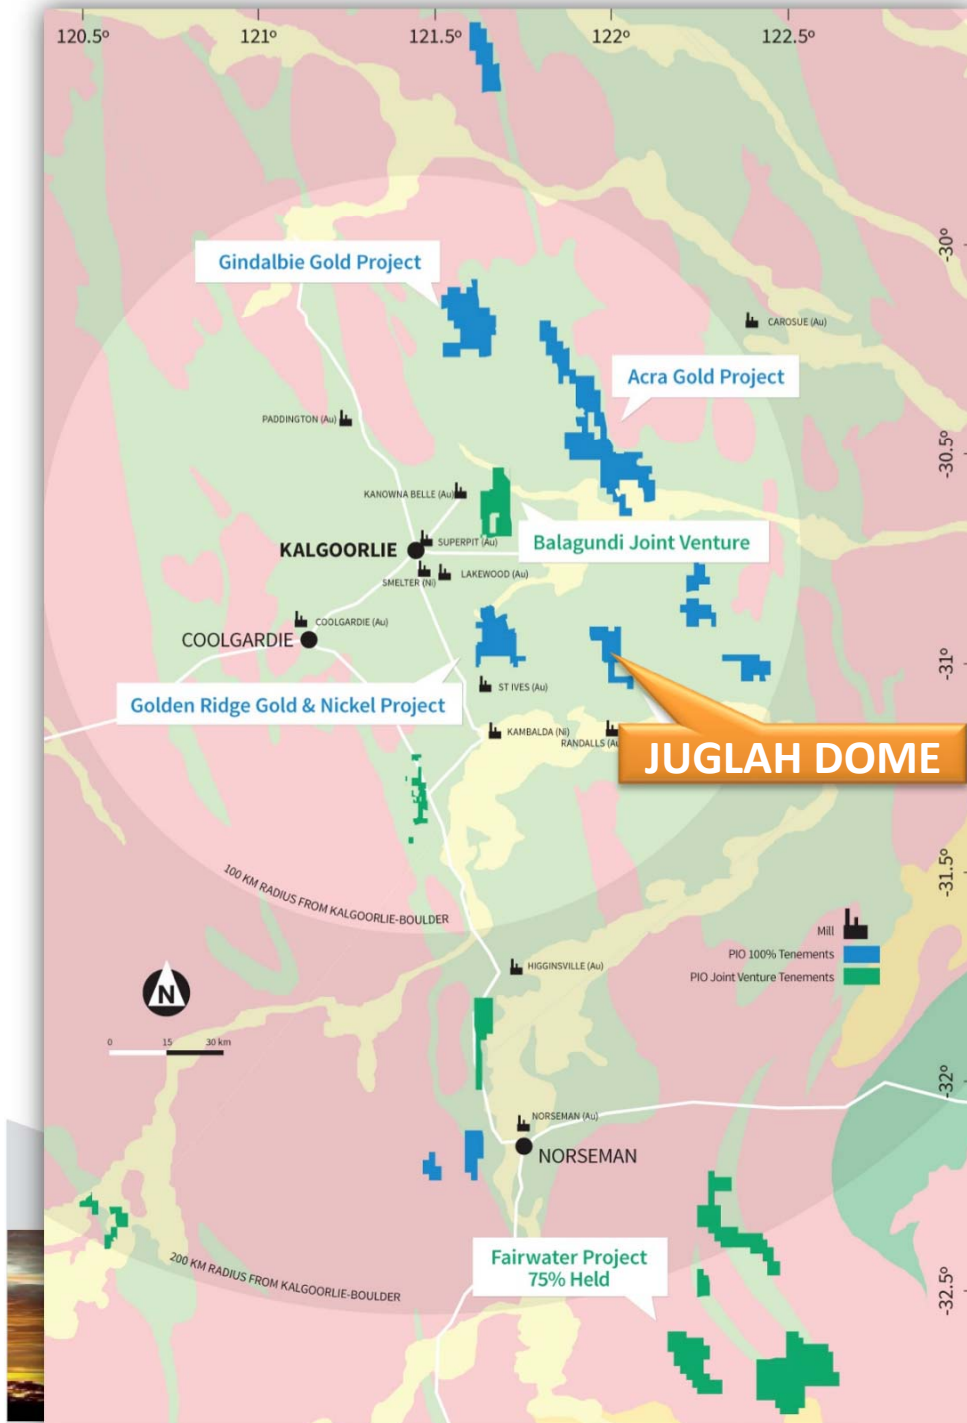 120.5º 121º 121.5º 122º 122.5º
-30º
Gindalbie Gold Project
CAROSUE (Au)
Acra Gold Project
PADDINGTON (Au)
-30.5º
KANOWNA BELLE (Au)
KALGOORLIE
SUPERPIT (Au)
Balagundi Joint Venture
SMELTER (Ni)
LAKEWOOD (Au)
COOLGARDIE (Au)
COOLGARDIE
-31º
ST IVES (Au)
Golden Ridge Gold & Nickel Project
KAMBALDA (Ni)
RANDALLS (Au
JUGLAH DOME
-31.5º
100 KM RADIUS FROM KALGOORLIE-BOULDER
Mill
PIO 100% Tenements
PIO Joint Venture Tenements
HIGGINSVILLE (Au)
N
0 15 30 km
-32º
NORSEMAN (Au)
NORSEMAN
Fairwater Project
75% Held
200 KM RADIUS FROM KALGOORLIE-BOULDER
-32.5º